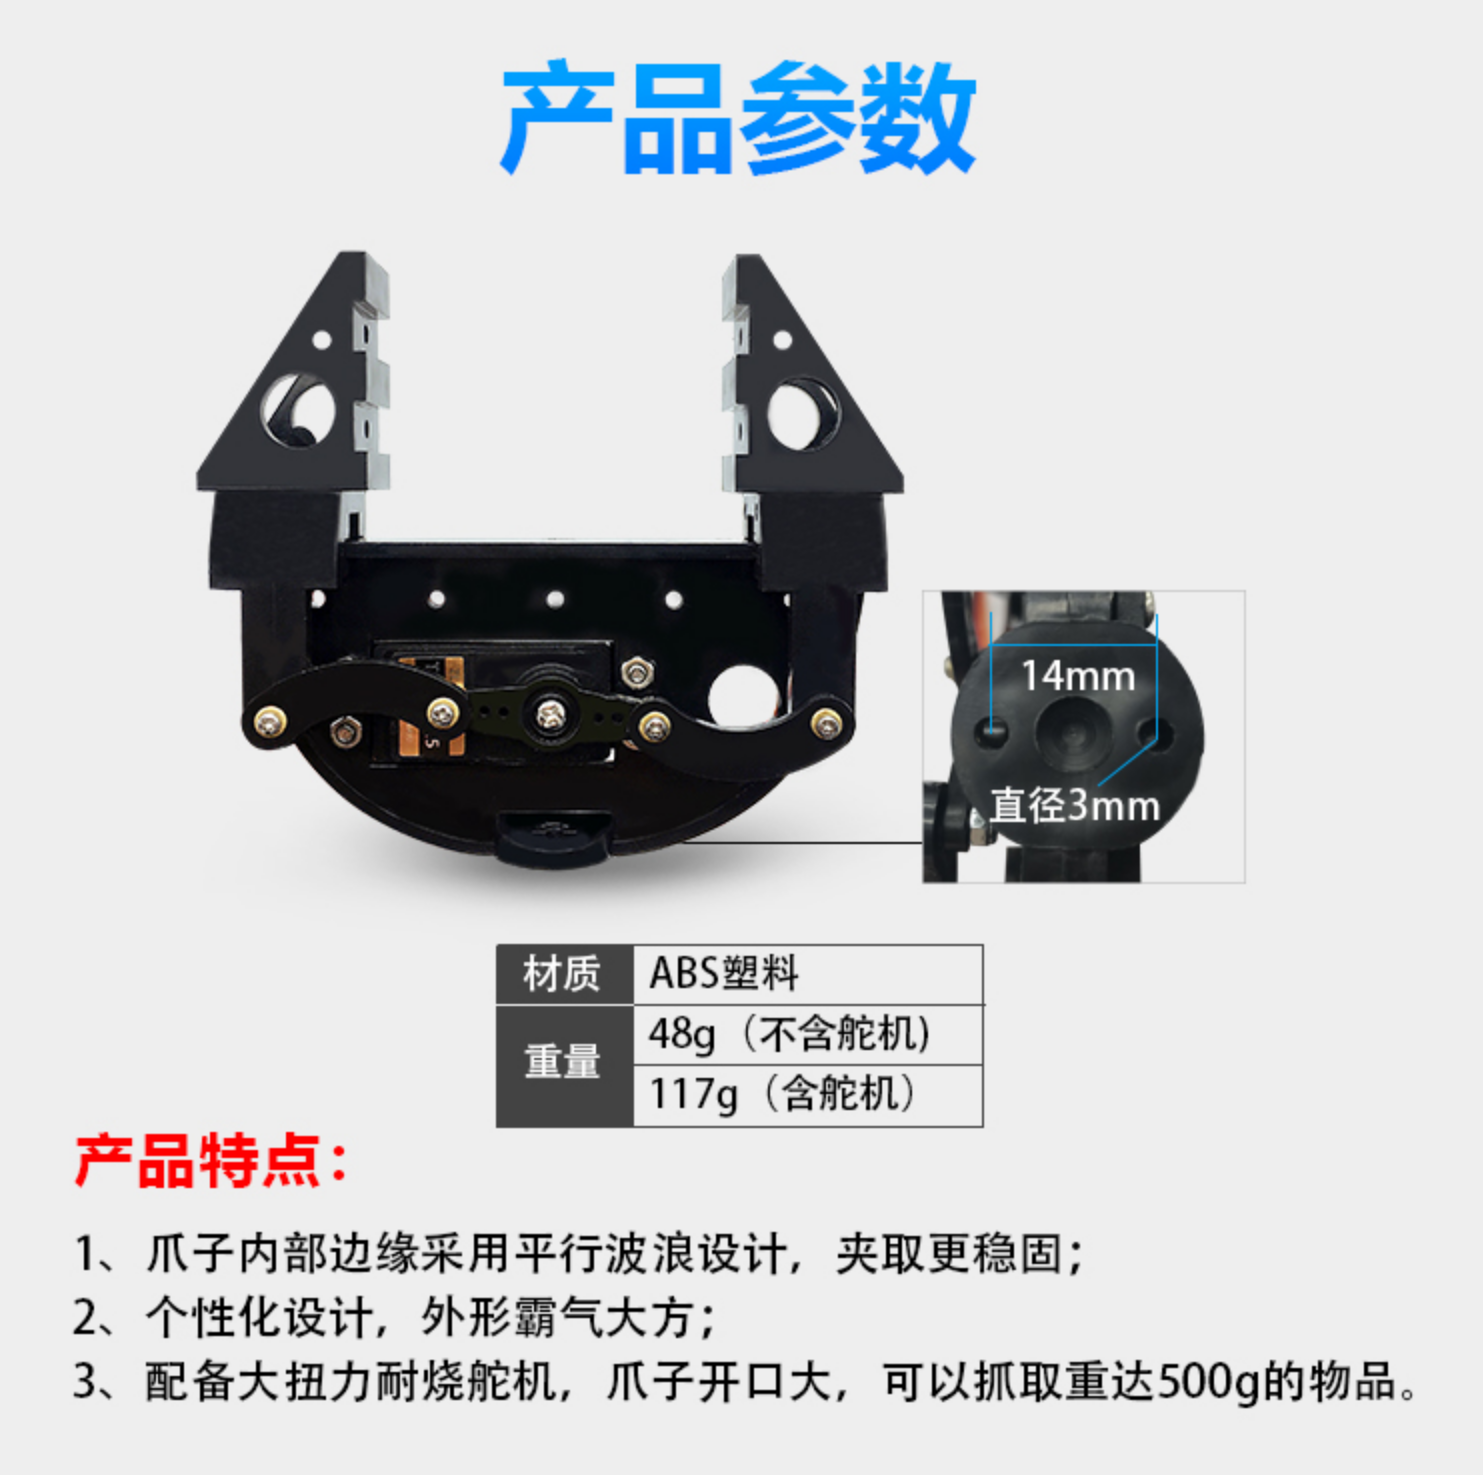 产品参数
14mm
直径3mm
材质 ABS塑料
重量 48g（不含舵机)
117g（含舵机）
产品特点：
1、爪子内部边缘采用平行波浪设计，夹取更稳固；
2、个性化设计，外形霸气大方；
3、配备大扭力耐烧舵机，爪子开口大，可以抓取重达500g的物品。